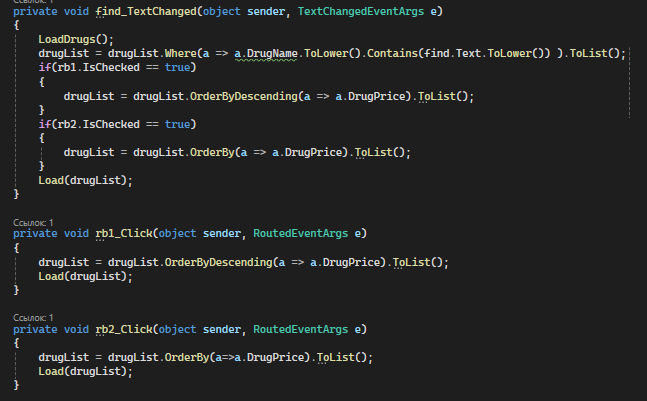 Ссылок: 1
private void find_TextChanged(object sender, TextChangedEventArgs e)
{
    LoadDrugs();
    drugList = drugList.Where(a => a.DrugName.ToLower().Contains(find.Text.ToLower()) ).ToList();
    if(rb1.IsChecked == true)
    {
        drugList = drugList.OrderByDescending(a => a.DrugPrice).ToList();
    }
    if(rb2.IsChecked == true)
    {
        drugList = drugList.OrderBy(a => a.DrugPrice).ToList();
    }
    Load(drugList);
}
Ссылок: 1
private void rb1_Click(object sender, RoutedEventArgs e)
{
    drugList = drugList.OrderByDescending(a => a.DrugPrice).ToList();
    Load(drugList);
}
Ссылок: 1
private void rb2_Click(object sender, RoutedEventArgs e)
{
    drugList = drugList.OrderBy(a=>a.DrugPrice).ToList();
    Load(drugList);
}